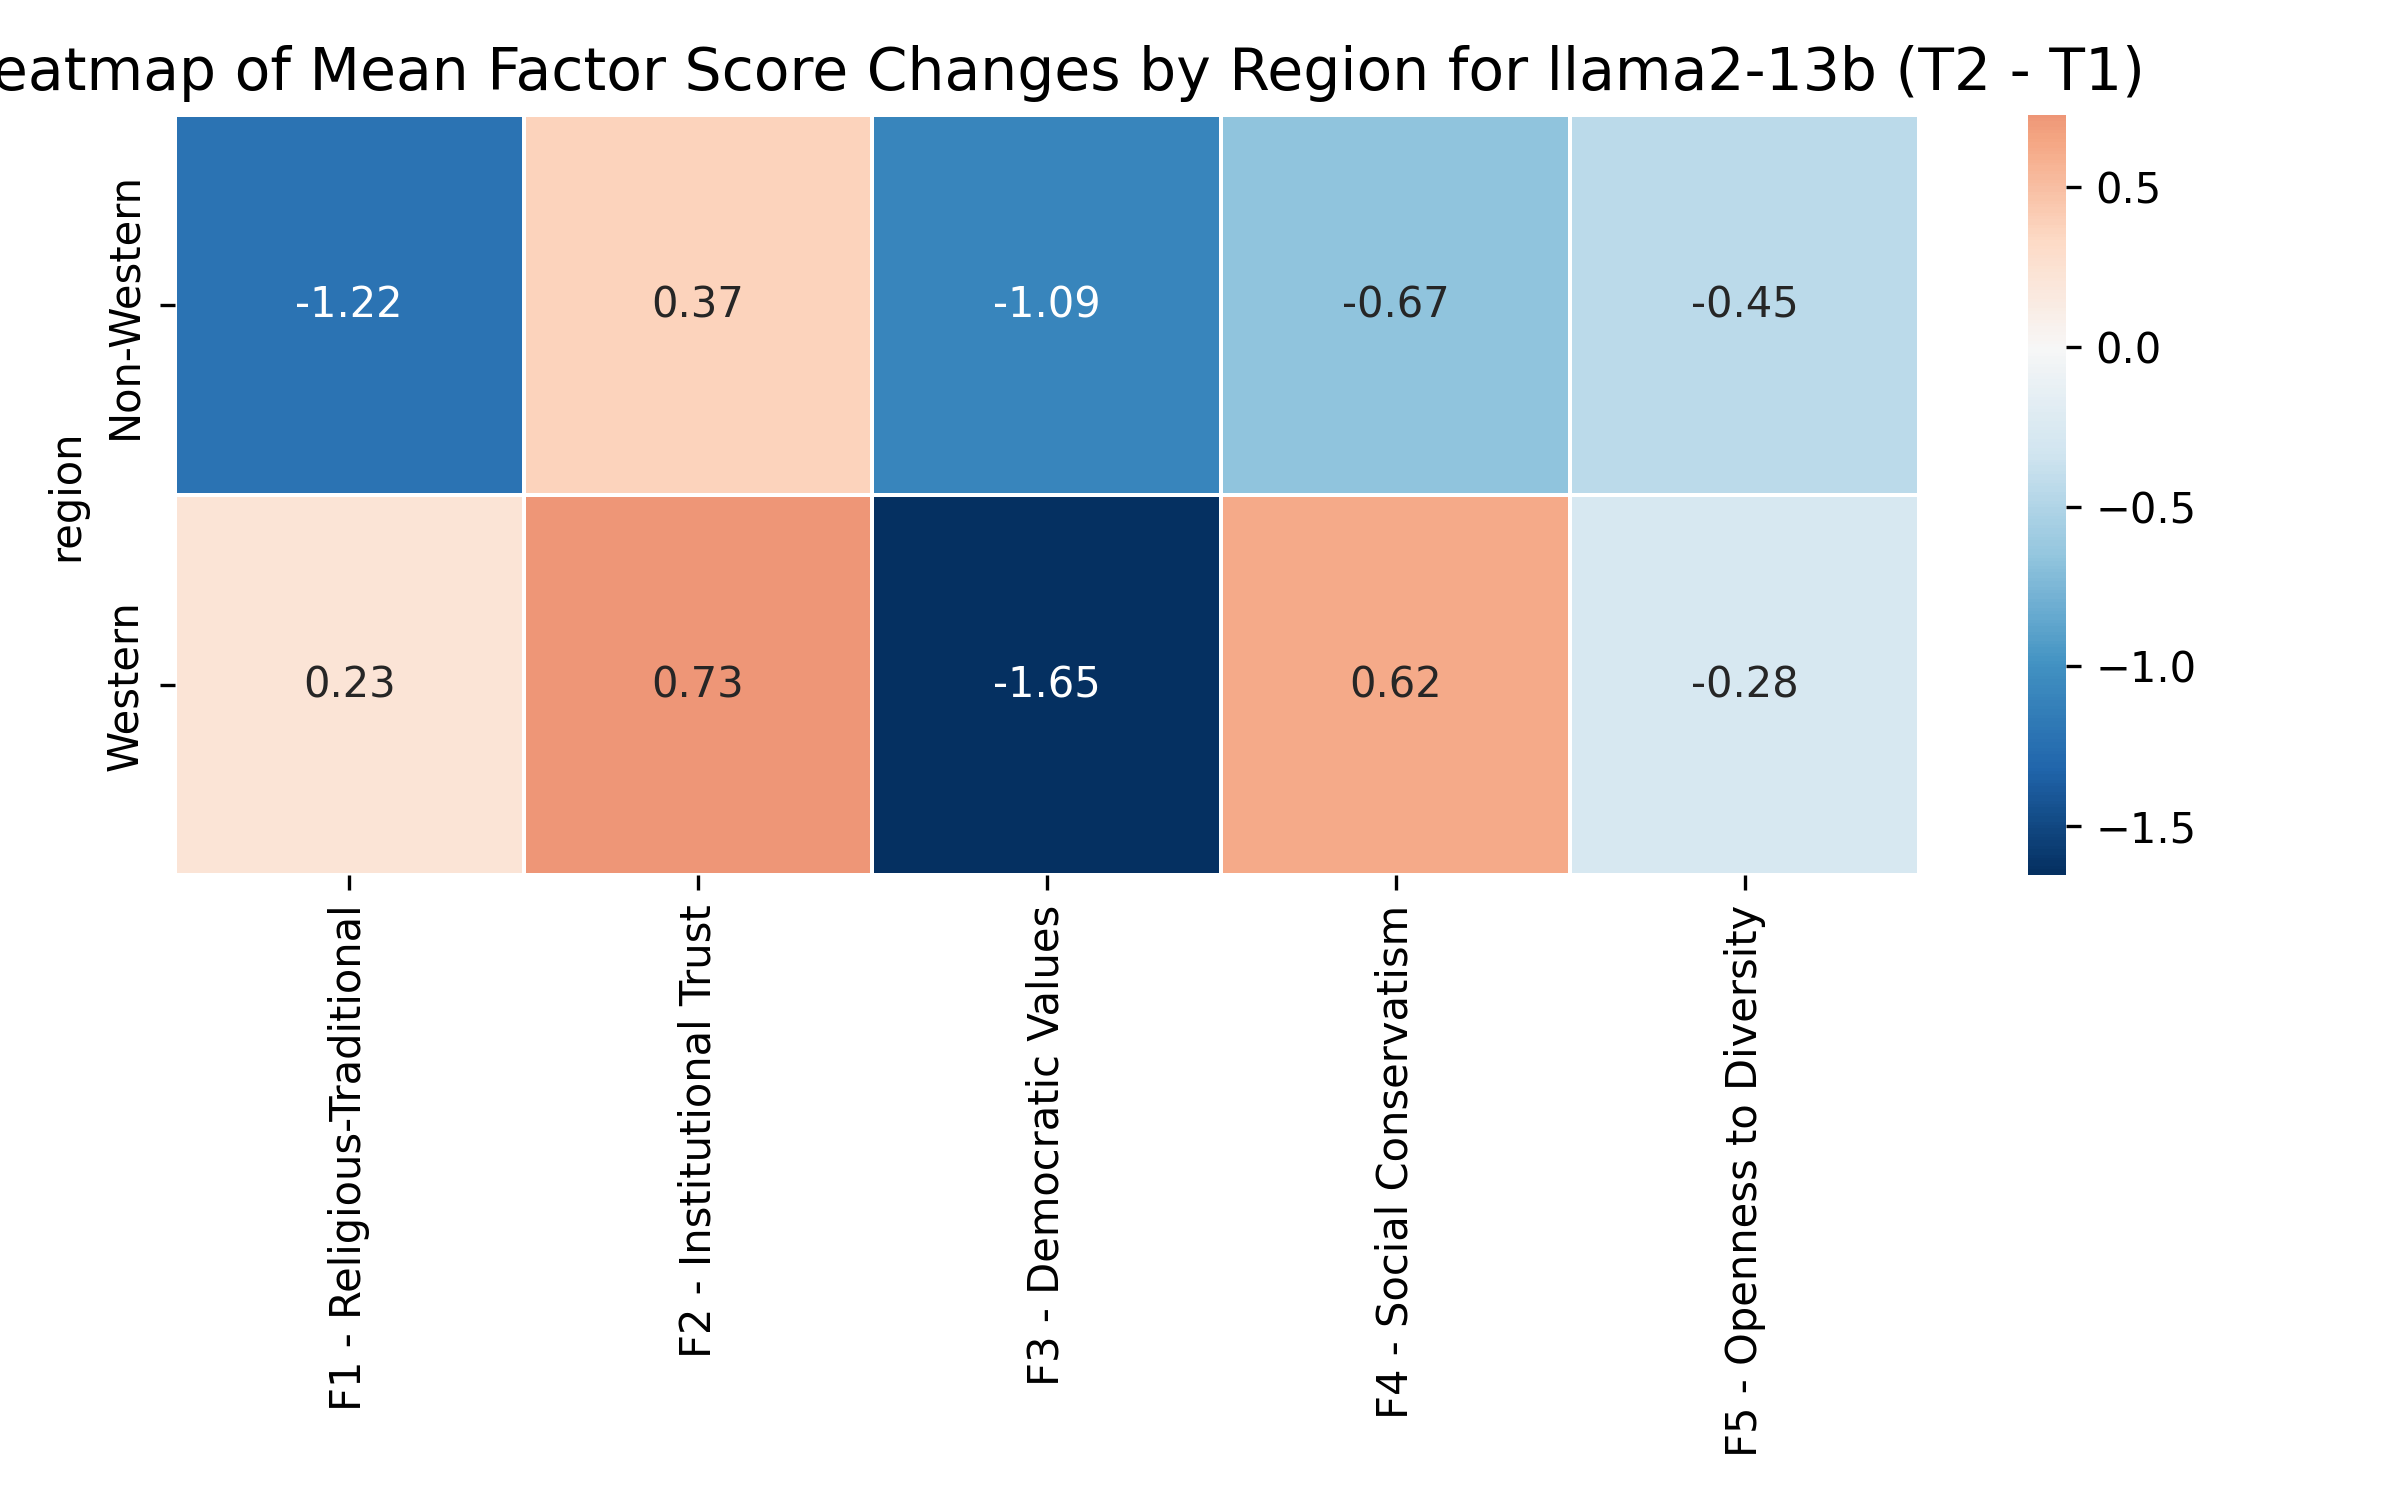 eatmap of Mean Factor Score Changes by Region for llama2-13b (T2 - T1)
region
Non-Western
Western
-1.22 0.37 -1.09 -0.67 -0.45
0.23 0.73 -1.65 0.62 -0.28
0.5
0.0
−0.5
−1.0
−1.5
F1 - Religious-Traditional
F2 - Institutional Trust
F3 - Democratic Values
F4 - Social Conservatism
F5 - Openness to Diversity